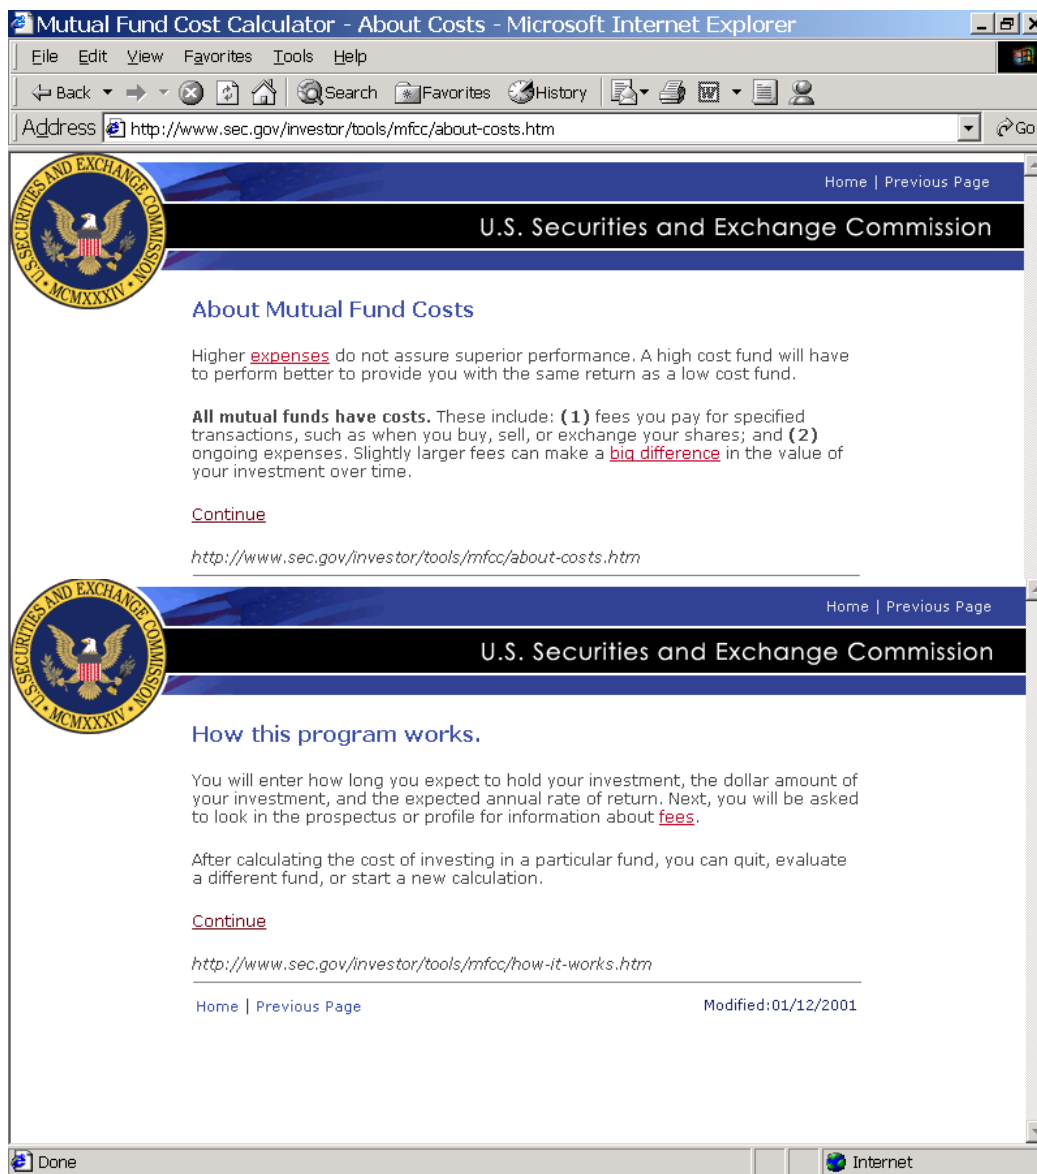 Mutual Fund Cost Calculator - About Costs - Microsoft Internet Explorer
File Edit View Favorites Tools Help
Back Search Favorites History
Address http://www.sec.gov/investor/tools/mfcc/about-costs.htm Go
Home | Previous Page
U.S. Securities and Exchange Commission
U.S. SECURITIES AND EXCHANGE COMMISSION
MCMXXXIV
About Mutual Fund Costs
Higher expenses do not assure superior performance. A high cost fund will have
to perform better to provide you with the same return as a low cost fund.
All mutual funds have costs. These include: (1) fees you pay for specified
transactions, such as when you buy, sell, or exchange your shares; and (2)
ongoing expenses. Slightly larger fees can make a big difference in the value of
your investment over time.
Continue
http://www.sec.gov/investor/tools/mfcc/about-costs.htm
Home | Previous Page
U.S. Securities and Exchange Commission
U.S. SECURITIES AND EXCHANGE COMMISSION
MCMXXXIV
How this program works.
You will enter how long you expect to hold your investment, the dollar amount of
your investment, and the expected annual rate of return. Next, you will be asked
to look in the prospectus or profile for information about fees.
After calculating the cost of investing in a particular fund, you can quit, evaluate
a different fund, or start a new calculation.
Continue
http://www.sec.gov/investor/tools/mfcc/how-it-works.htm
Home | Previous Page Modified:01/12/2001
Done Internet